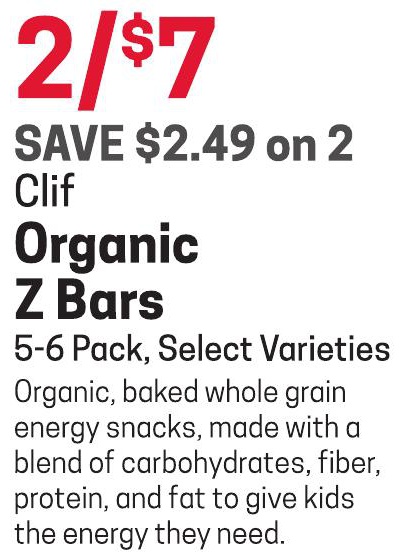 2/$7
SAVE $2.49 on 2
Clif
Organic
Z Bars
5-6 Pack, Select Varieties
Organic, baked whole grain
energy snacks, made with a
blend of carbohydrates, fiber,
protein, and fat to give kids
the energy they need.